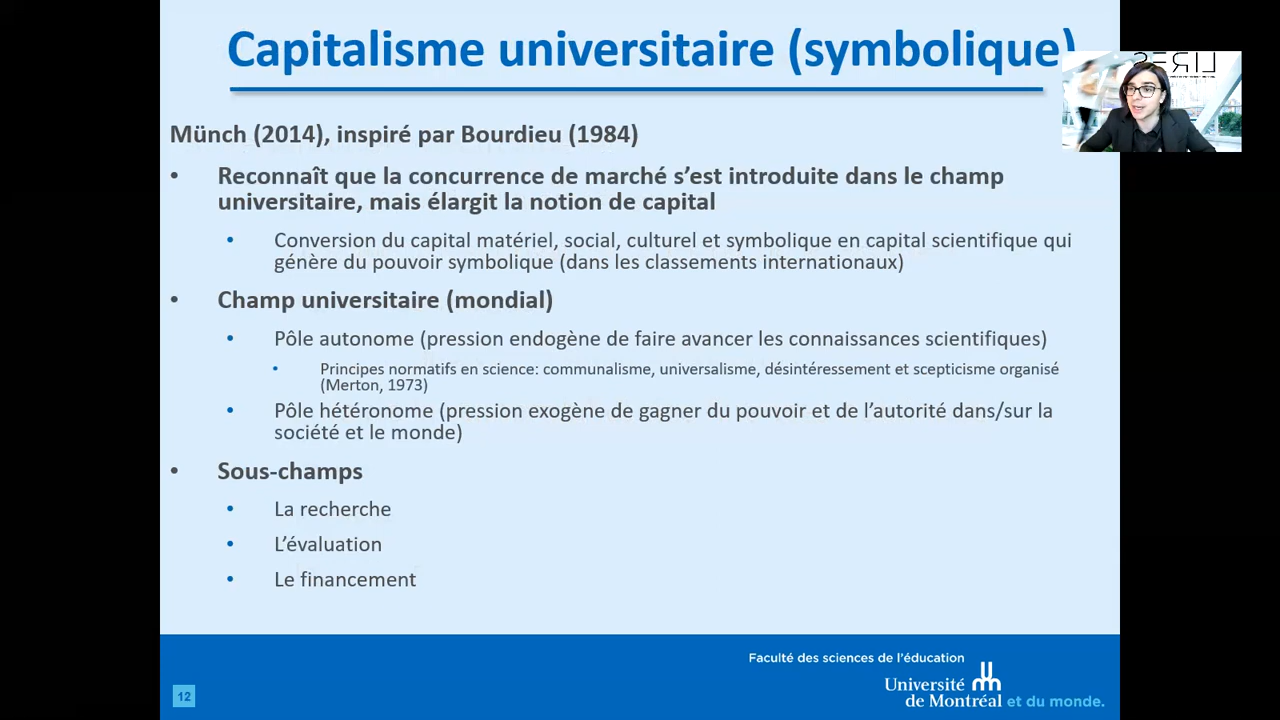 Capitalisme universitaire (symbolique)
Münch (2014), inspiré par Bourdieu (1984)
• Reconnaît que la concurrence de marché s’est introduite dans le champ
universitaire, mais élargit la notion de capital
• Conversion du capital matériel, social, culturel et symbolique en capital scientifique qui
génère du pouvoir symbolique (dans les classements internationaux)
• Champ universitaire (mondial)
• Pôle autonome (pression endogène de faire avancer les connaissances scientifiques)
• Principes normatifs en science: communalisme, universalisme, désintéressement et scepticisme organisé
(Merton, 1973)
• Pôle hétéronome (pression exogène de gagner du pouvoir et de l’autorité dans/sur la
société et le monde)
• Sous-champs
• La recherche
• L’évaluation
• Le financement
Faculté des sciences de l’éducation
Université
de Montréal et du monde.
12
LIRES